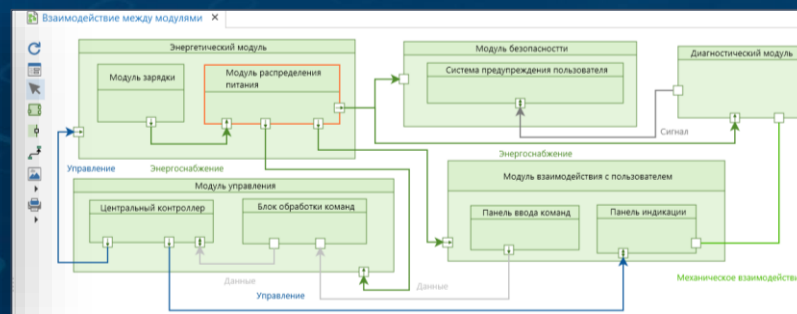 Взаимодействие между модулями
Энергетический модуль
Модуль безопасности
Диагностический модуль
Модуль зарядки
Модуль распределения
питания
Система предупреждения пользователя
Сигнал
Управление
Энергоснабжение
Энергоснабжение
Модуль управления
Модуль взаимодействия с пользователем
Центральный контроллер
Блок обработки команд
Панель ввода команд
Панель индикации
Данные
Данные
Управление
Механическое взаимодействи